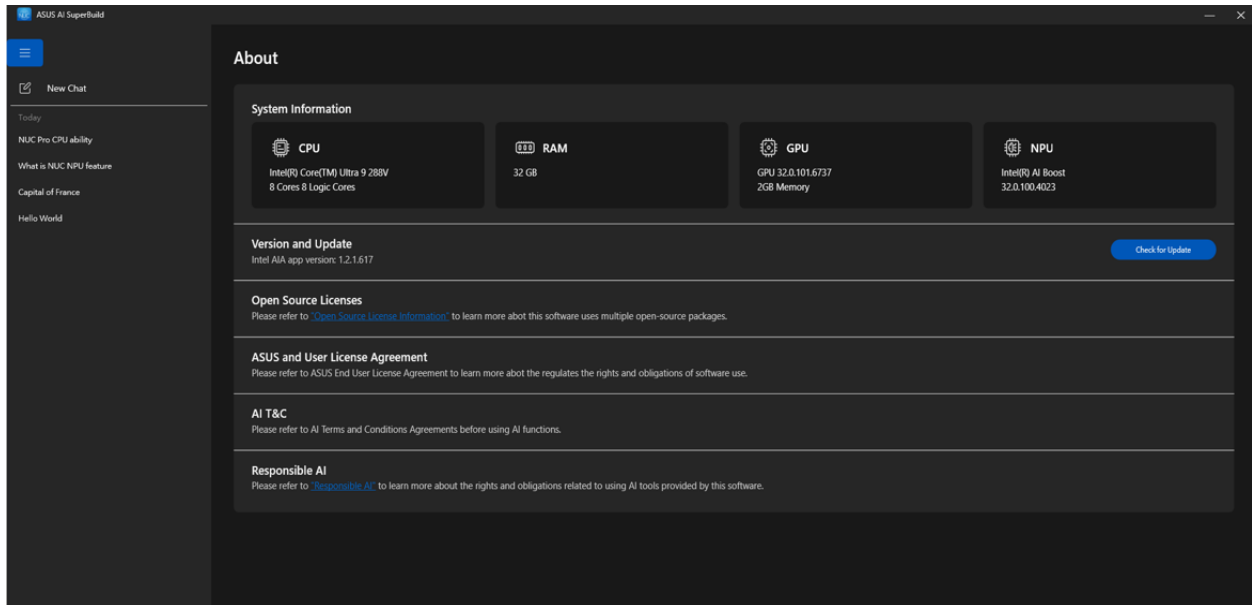 ASUS AI SuperBuild
New Chat
Today
NUC Pro CPU ability
What is NUC NPU feature
Capital of France
Hello World
About
System Information
CPU
Intel(R) Core(TM) Ultra 9 288V
8 Cores 8 Logic Cores
RAM
32 GB
GPU
GPU 32.0.101.6737
2GB Memory
NPU
Intel(R) AI Boost
32.0.100.4023
Version and Update
Intel AIA app version: 1.2.1.617
Check for Update
Open Source Licenses
Please refer to "Open Source License Information" to learn more abot this software uses multiple open-source packages.
ASUS and User License Agreement
Please refer to ASUS End User License Agreement to learn more abot the regulates the rights and obligations of software use.
AI T&C
Please refer to AI Terms and Conditions Agreements before using AI functions.
Responsible AI
Please refer to "Responsible AI" to learn more about the rights and obligations related to using AI tools provided by this software.